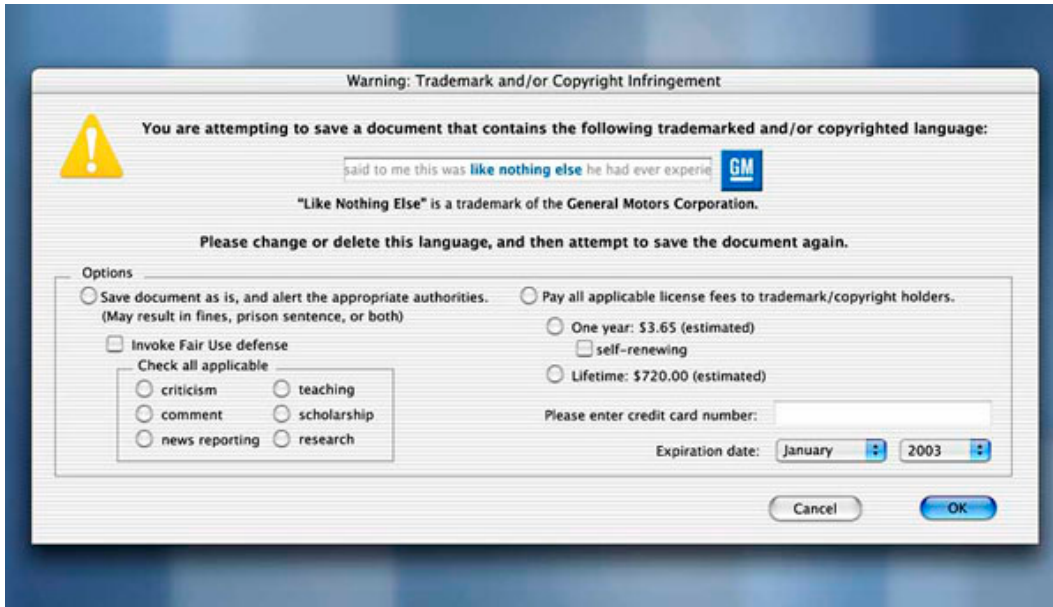 Warning: Trademark and/or Copyright Infringement
You are attempting to save a document that contains the following trademarked and/or copyrighted language:
said to me this was like nothing else he had ever experie
GM
"Like Nothing Else" is a trademark of the General Motors Corporation.
Please change or delete this language, and then attempt to save the document again.
Options
Save document as is, and alert the appropriate authorities.
(May result in fines, prison sentence, or both)
Invoke Fair Use defense
Check all applicable
criticism
teaching
comment
scholarship
news reporting
research
Pay all applicable license fees to trademark/copyright holders.
One year: $3.65 (estimated)
self-renewing
Lifetime: $720.00 (estimated)
Please enter credit card number:
Expiration date: January 2003
Cancel
OK